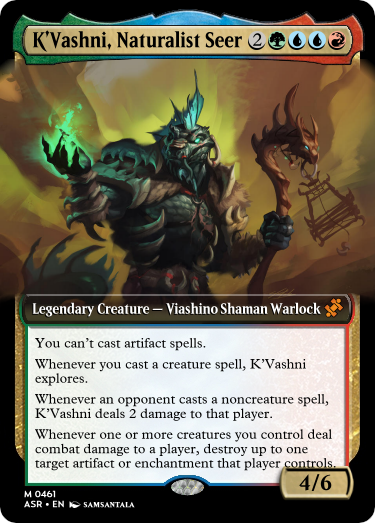 K'Vashni, Naturalist Seer 2
Legendary Creature — Viashino Shaman Warlock
You can't cast artifact spells.
Whenever you cast a creature spell, K'Vashni
explores.
Whenever an opponent casts a noncreature spell,
K'Vashni deals 2 damage to that player.
Whenever one or more creatures you control deal
combat damage to a player, destroy up to one
target artifact or enchantment that player controls.
4/6
M 0461
ASR • EN SAMSANTALA